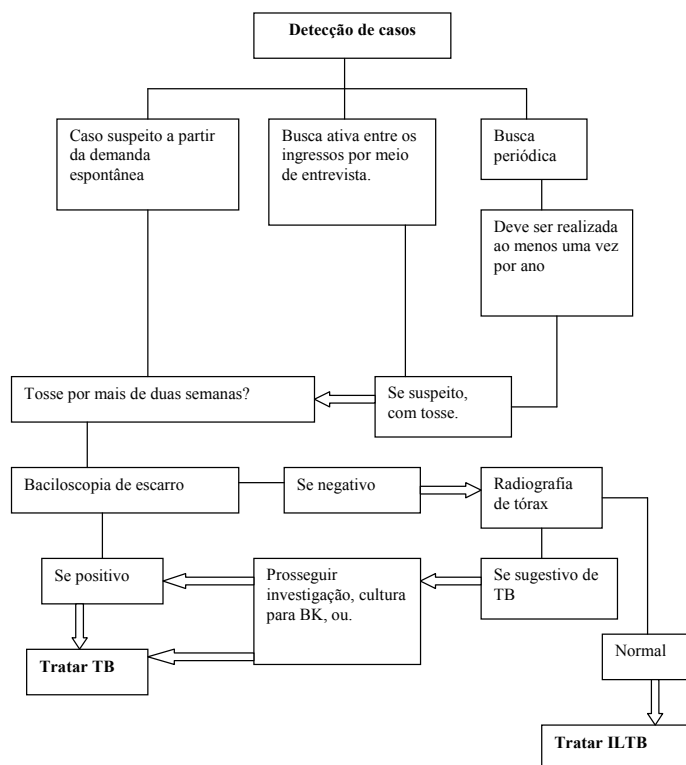 Detecção de casos
Caso suspeito a partir
da demanda
espontânea
Busca ativa entre os
ingressos por meio
de entrevista.
Busca
periódica
Deve ser realizada
ao menos uma vez
por ano
Tosse por mais de duas semanas?
Se suspeito,
com tosse.
Baciloscopia de escarro
Se negativo
Radiografia
de tórax
Se positivo
Prosseguir
investigação, cultura
para BK, ou.
Se sugestivo de
TB
Normal
Tratar TB
Tratar ILTB